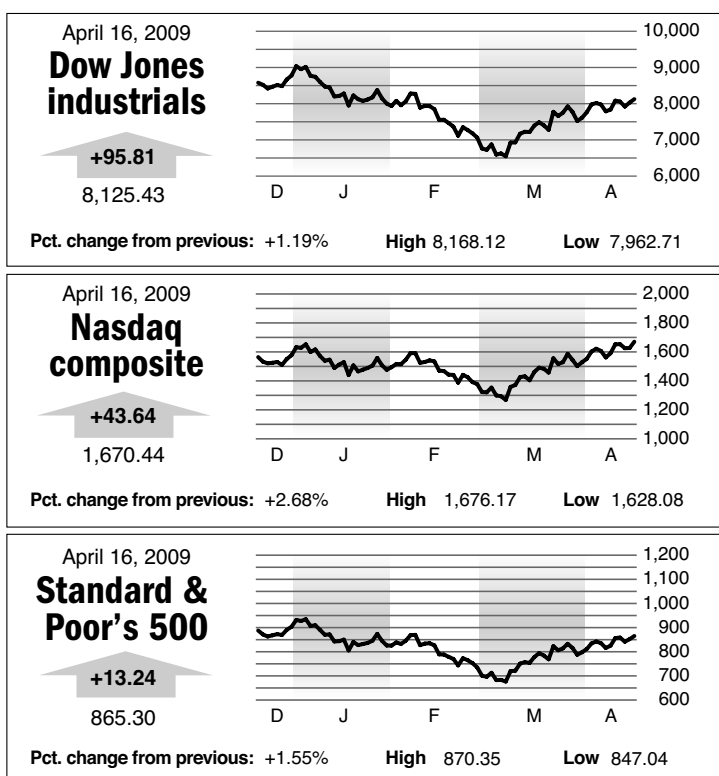 April 16, 2009
Dow Jones
industrials
+95.81
8,125.43
10,000
9,000
8,000
7,000
6,000
D J F M A
Pct. change from previous: +1.19% High 8,168.12 Low 7,962.71
April 16, 2009
Nasdaq
composite
+43.64
1,670.44
2,000
1,800
1,600
1,400
1,200
1,000
D J F M A
Pct. change from previous: +2.68% High 1,676.17 Low 1,628.08
April 16, 2009
Standard &
Poor's 500
+13.24
865.30
1,200
1,100
1,000
900
800
700
600
D J F M A
Pct. change from previous: +1.55% High 870.35 Low 847.04